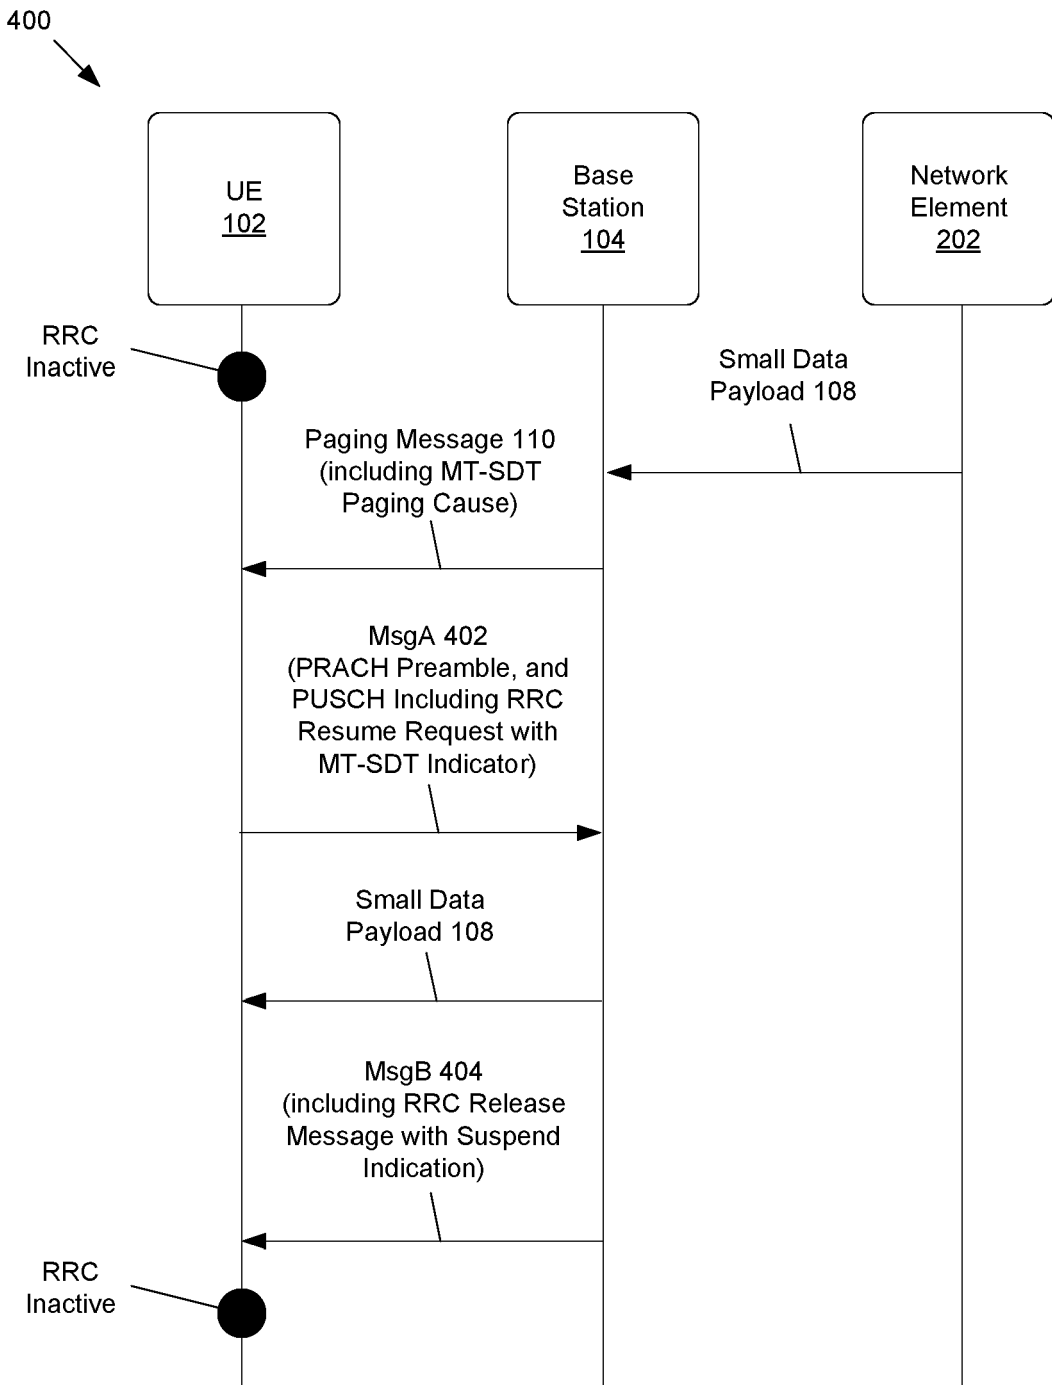 400
UE
102
Base
Station
104
Network
Element
202
RRC
Inactive
Small Data
Payload 108
Paging Message 110
(including MT-SDT
Paging Cause)
MsgA 402
(PRACH Preamble, and
PUSCH Including RRC
Resume Request with
MT-SDT Indicator)
Small Data
Payload 108
MsgB 404
(including RRC Release
Message with Suspend
Indication)
RRC
Inactive